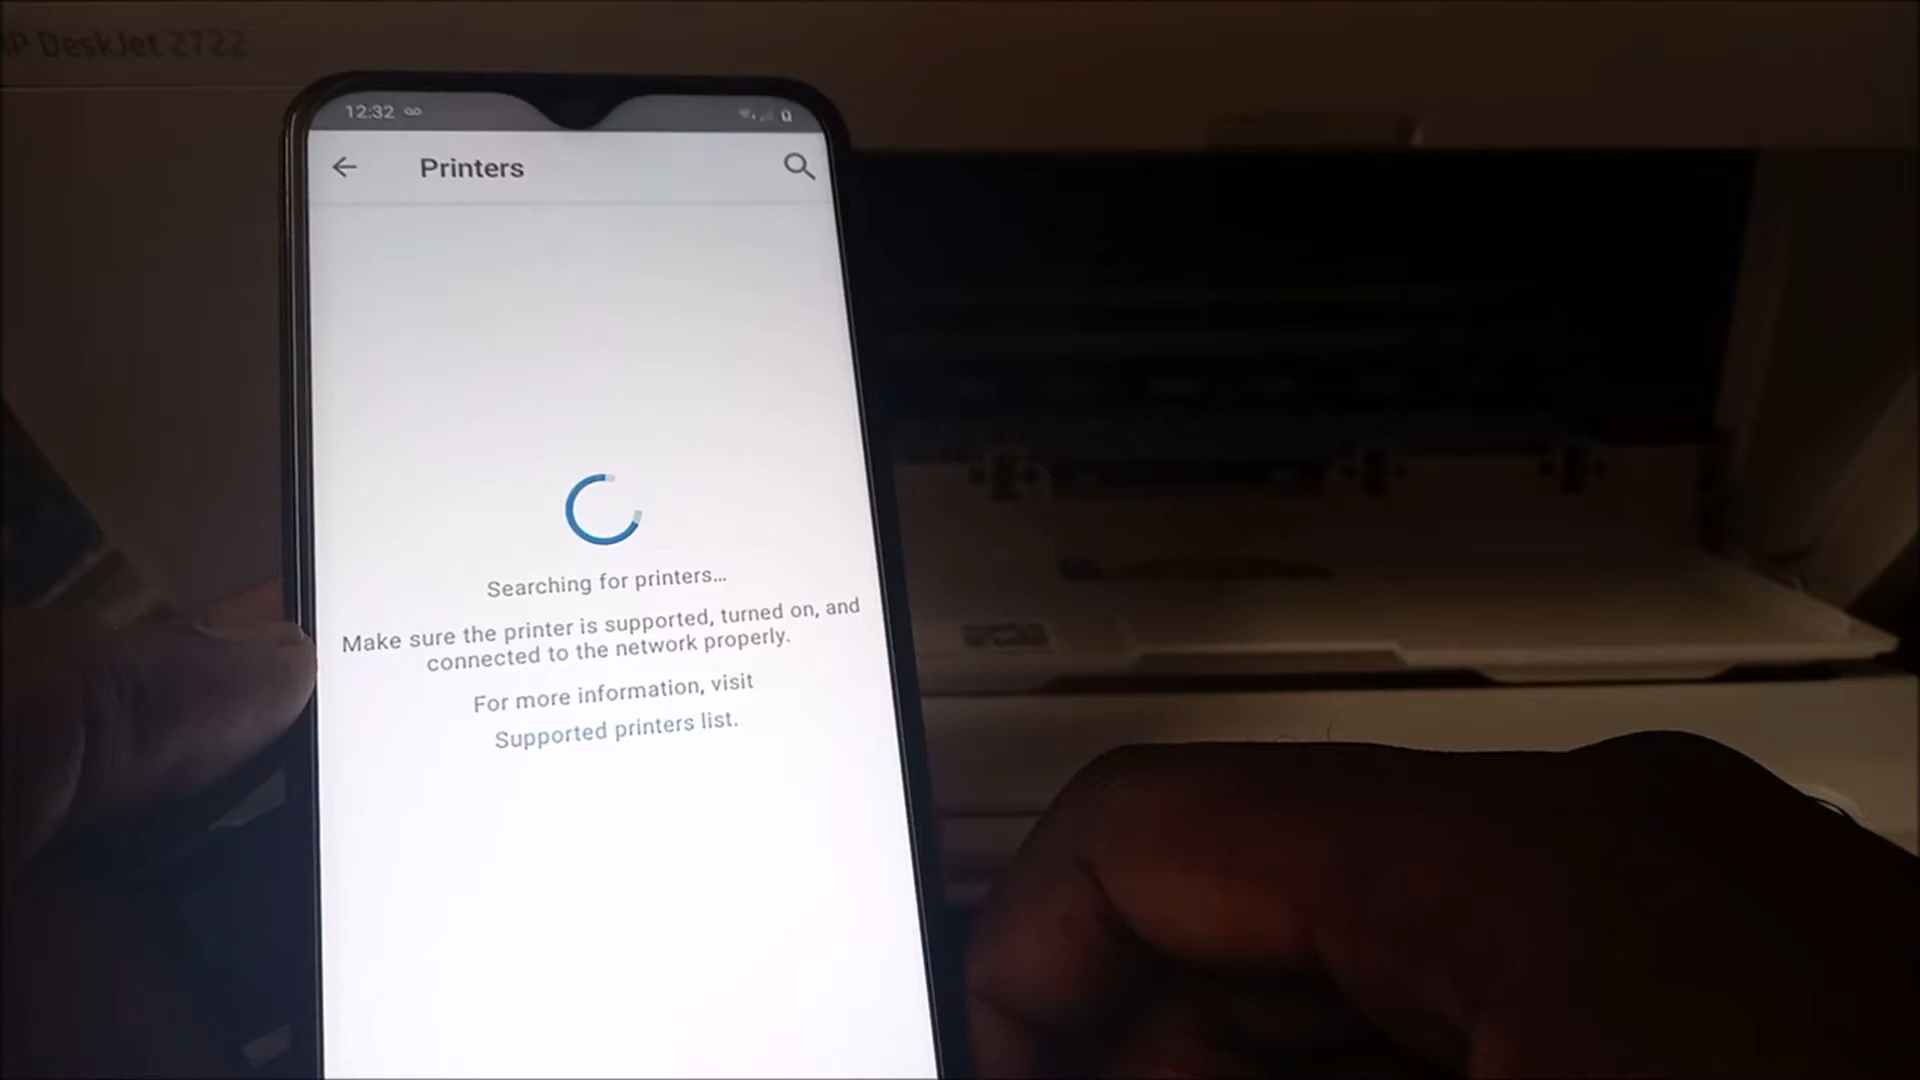 HP DeskJet 2722
12:32
Printers
Searching for printers...
Make sure the printer is supported, turned on, and
connected to the network properly.
For more information, visit
Supported printers list.